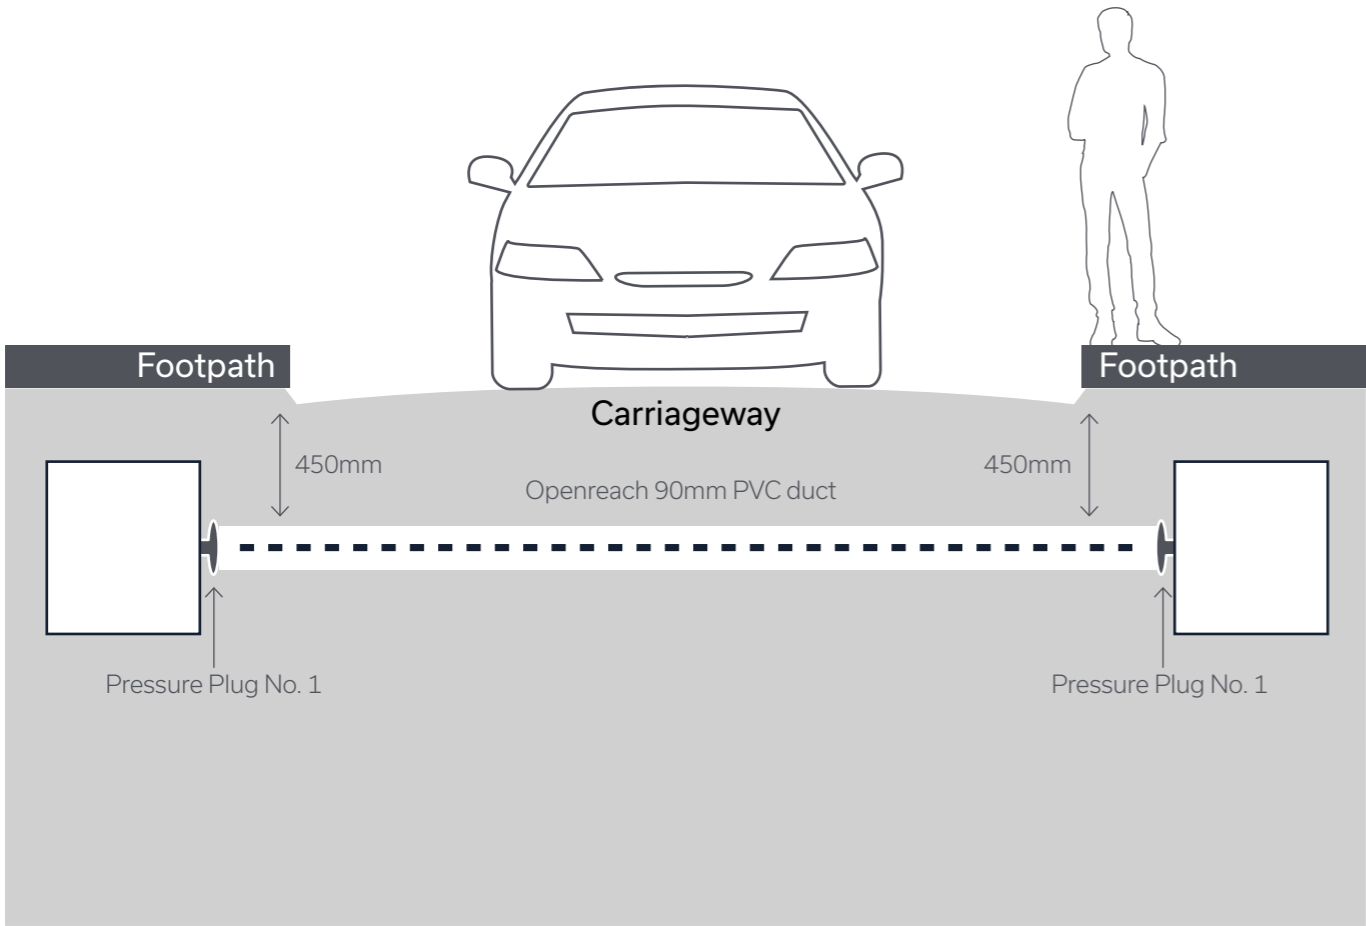 Footpath
Footpath
Carriageway
450mm
450mm
Openreach 90mm PVC duct
Pressure Plug No. 1
Pressure Plug No. 1